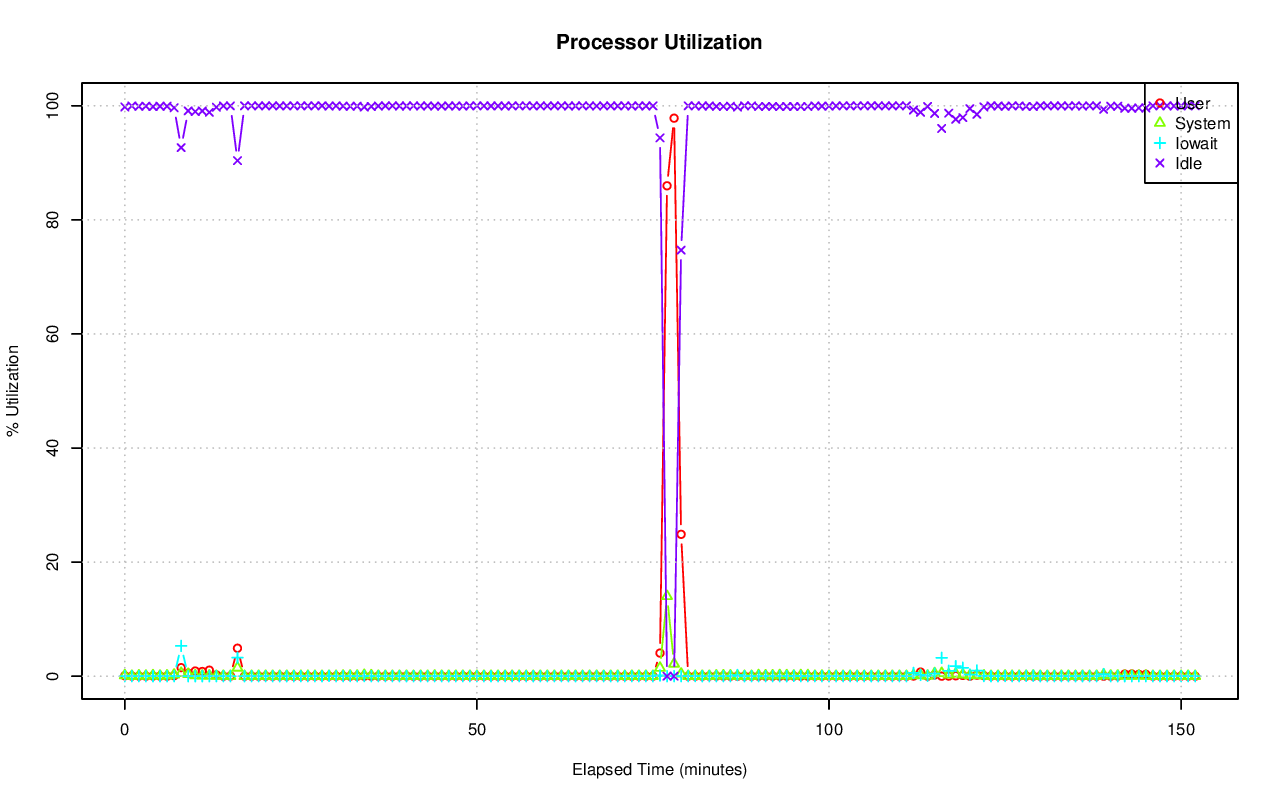 Processor Utilization
% Utilization
100
80
60
40
20
0
User
System
Iowait
Idle
0 50 100 150
Elapsed Time (minutes)